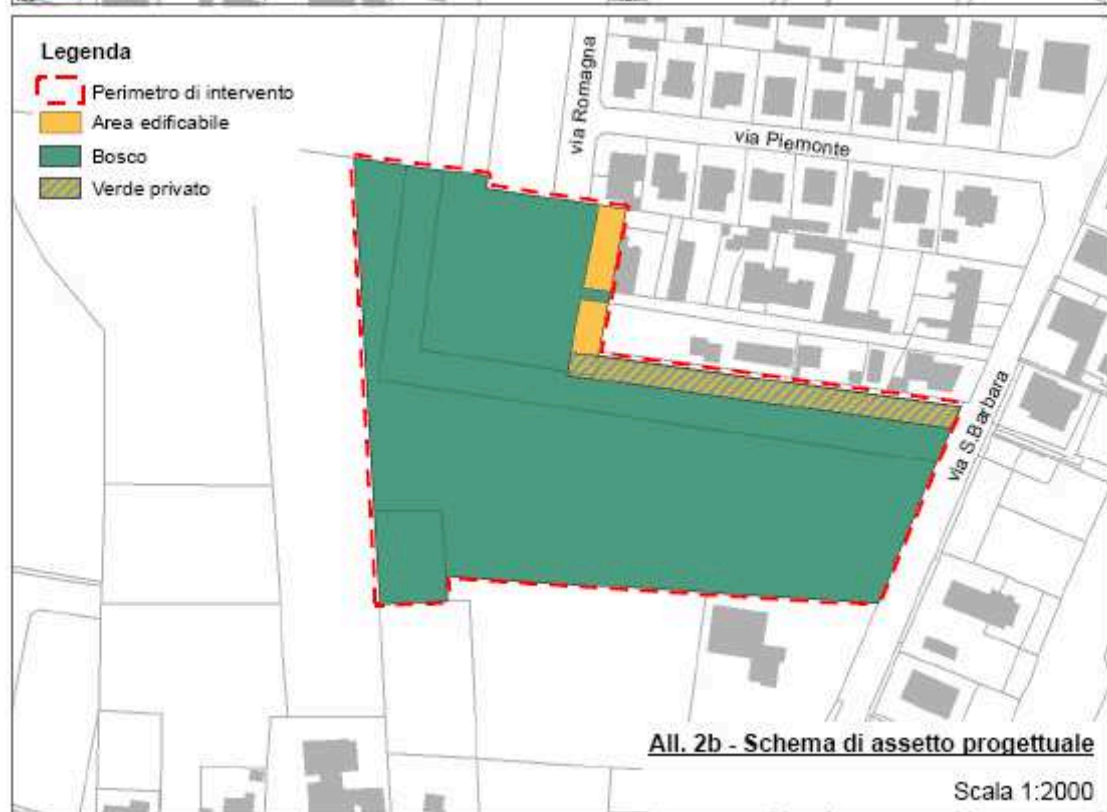 Legenda
Perimetro di intervento
Area edificabile
Bosco
Verde privato
via Romagna
via Piemonte
via S.Barbara
All. 2b - Schema di assetto progettuale
Scala 1:2000